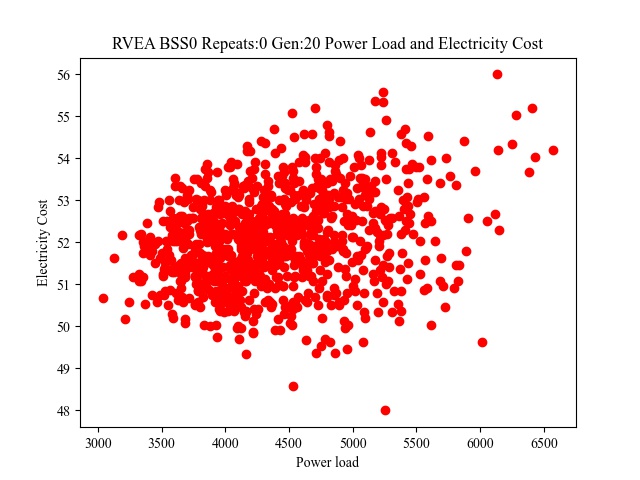 RVEA BSS0 Repeats:0 Gen:20 Power Load and Electricity Cost
56
55
54
53
52
51
50
49
48
Electricity Cost
3000 3500 4000 4500 5000 5500 6000 6500
Power load